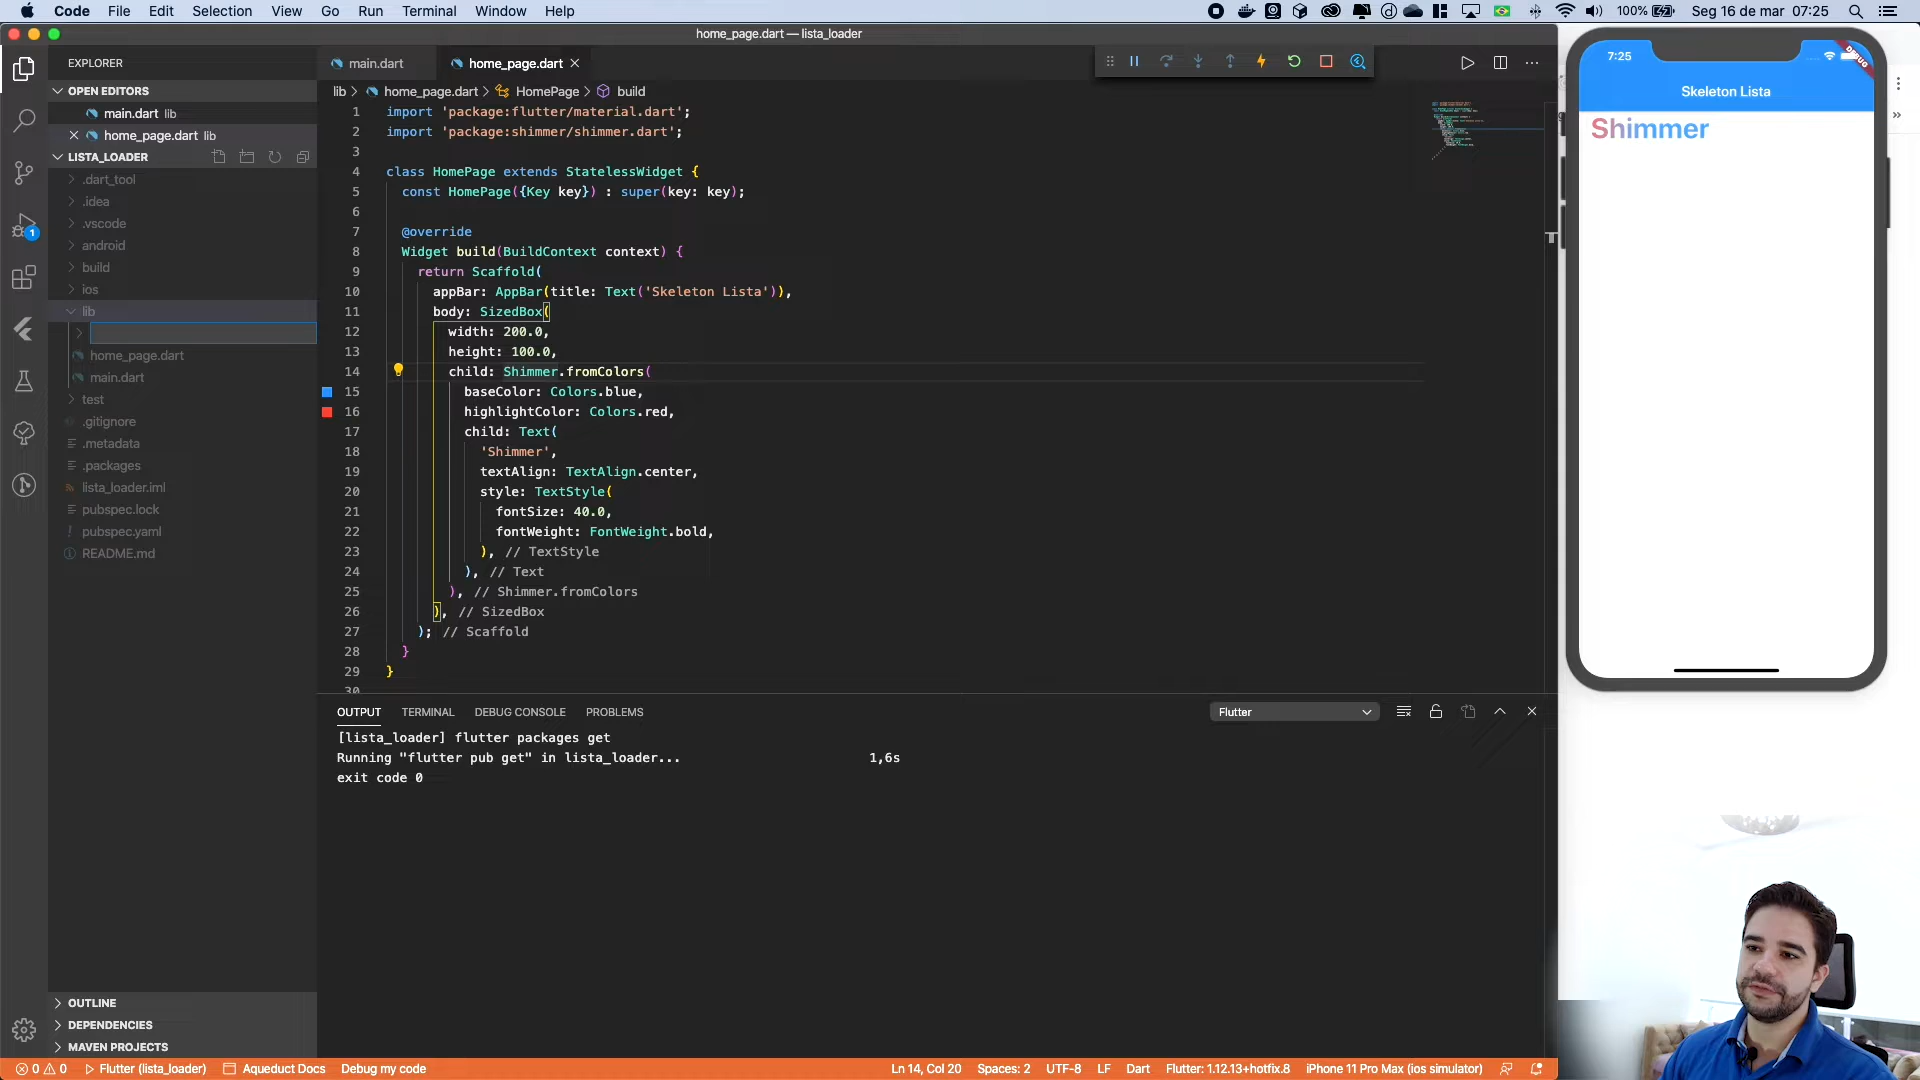 Code File Edit Selection View Go Run Terminal Window Help
100% Seg 16 de mar 07:25
home_page.dart — lista_loader
EXPLORER
OPEN EDITORS
main.dart lib
home_page.dart lib
LISTA_LOADER
.dart_tool
.idea
.vscode
android
build
ios
lib
home_page.dart
main.dart
test
.gitignore
.metadata
.packages
lista_loader.iml
pubspec.lock
pubspec.yaml
README.md
OUTLINE
DEPENDENCIES
MAVEN PROJECTS
1
main.dart home_page.dart
lib > home_page.dart > HomePage > build
1 import 'package:flutter/material.dart';
2 import 'package:shimmer/shimmer.dart';
3
4 class HomePage extends StatelessWidget {
5 const HomePage({Key key}) : super(key: key);
6
7 @override
8 Widget build(BuildContext context) {
9 return Scaffold(
10 appBar: AppBar(title: Text('Skeleton Lista')),
11 body: SizedBox(
12 width: 200.0,
13 height: 100.0,
14 child: Shimmer.fromColors(
15 baseColor: Colors.blue,
16 highlightColor: Colors.red,
17 child: Text(
18 'Shimmer',
19 textAlign: TextAlign.center,
20 style: TextStyle(
21 fontSize: 40.0,
22 fontWeight: FontWeight.bold,
23 ), // TextStyle
24 ), // Text
25 ), // Shimmer.fromColors
26 ), // SizedBox
27 ); // Scaffold
28 }
29 }
30
OUTPUT TERMINAL DEBUG CONSOLE PROBLEMS
Flutter
[lista_loader] flutter packages get
Running "flutter pub get" in lista_loader... 1,6s
exit code 0
7:25
DEBUG
Skeleton Lista
Shimmer
0 0 Flutter (lista_loader) Aqueduct Docs Debug my code Ln 14, Col 20 Spaces: 2 UTF-8 LF Dart Flutter: 1.12.13+hotfix.8 iPhone 11 Pro Max (ios simulator)